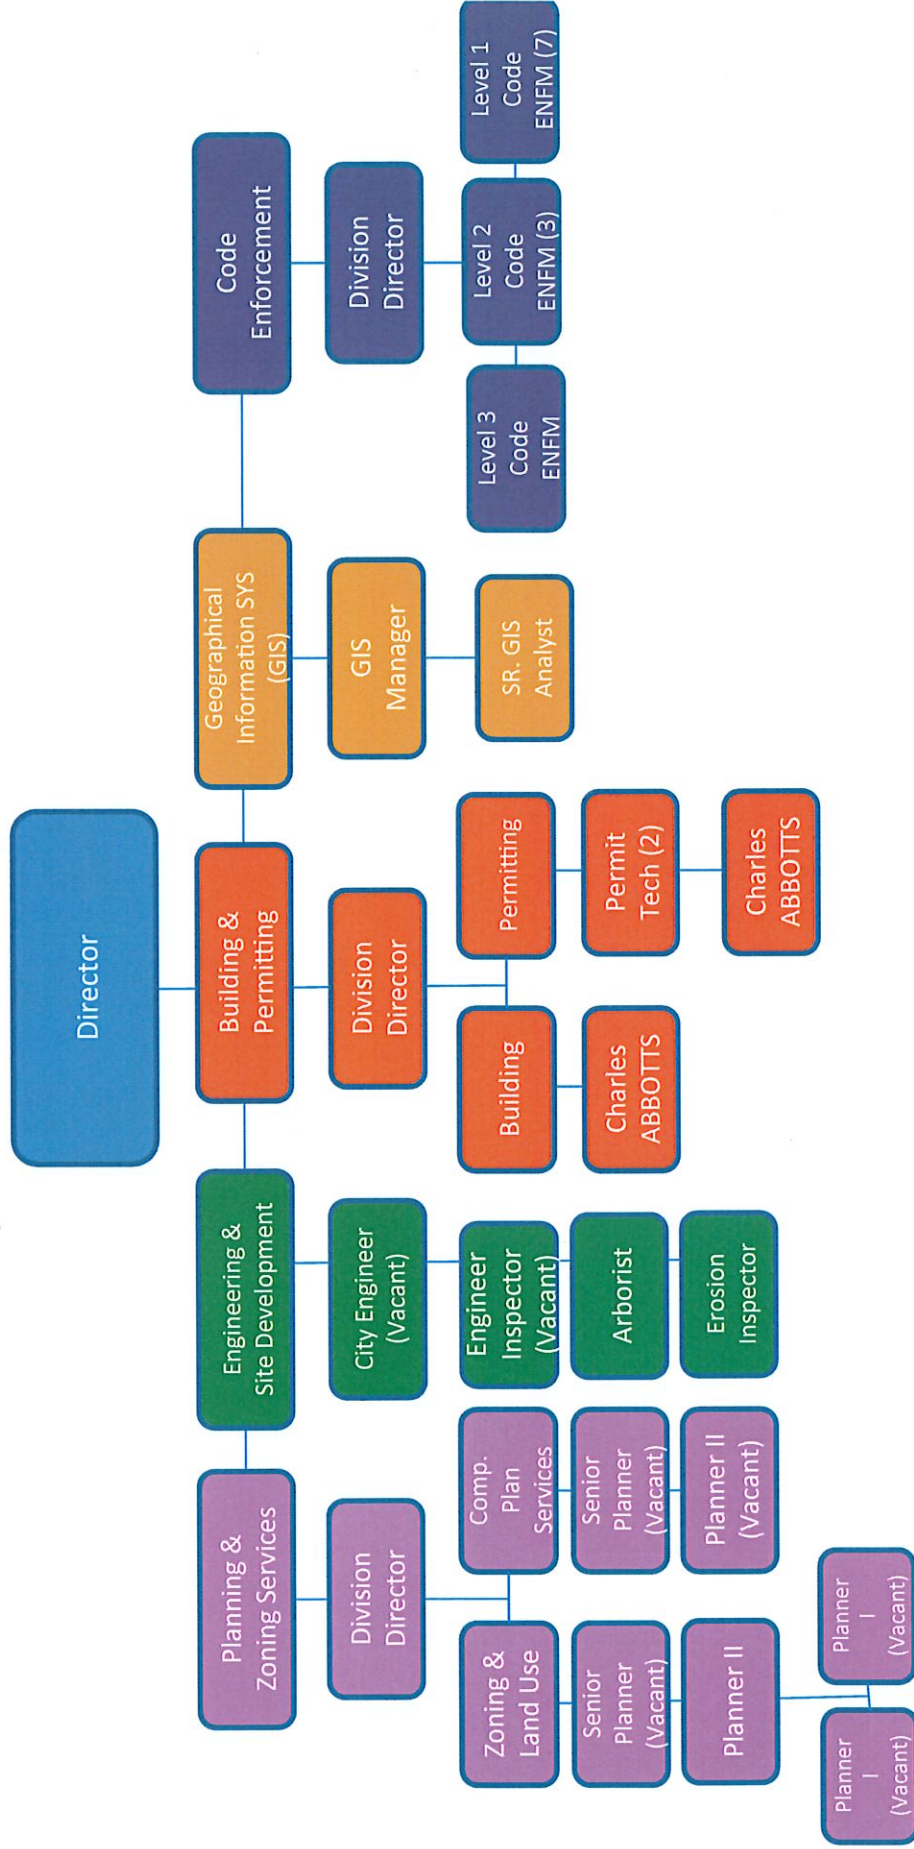 Director
Planning &
Zoning Services
Engineering &
Site Development
Building &
Permitting
Geographical
Information SYS
(GIS)
Code
Enforcement
Division
Director
City Engineer
(Vacant)
Division
Director
GIS
Manager
Division
Director
Zoning &
Land Use
Comp.
Plan
Services
Engineer
Inspector
(Vacant)
Building
Permitting
SR. GIS
Analyst
Level 3
Code
ENFM
Level 2
Code
ENFM (3)
Level 1
Code
ENFM (7)
Senior
Planner
(Vacant)
Senior
Planner
(Vacant)
Arborist
Charles
ABBOTTS
Permit
Tech (2)
Planner II
Planner II
(Vacant)
Erosion
Inspector
Charles
ABBOTTS
Planner
I
(Vacant)
Planner
I
(Vacant)